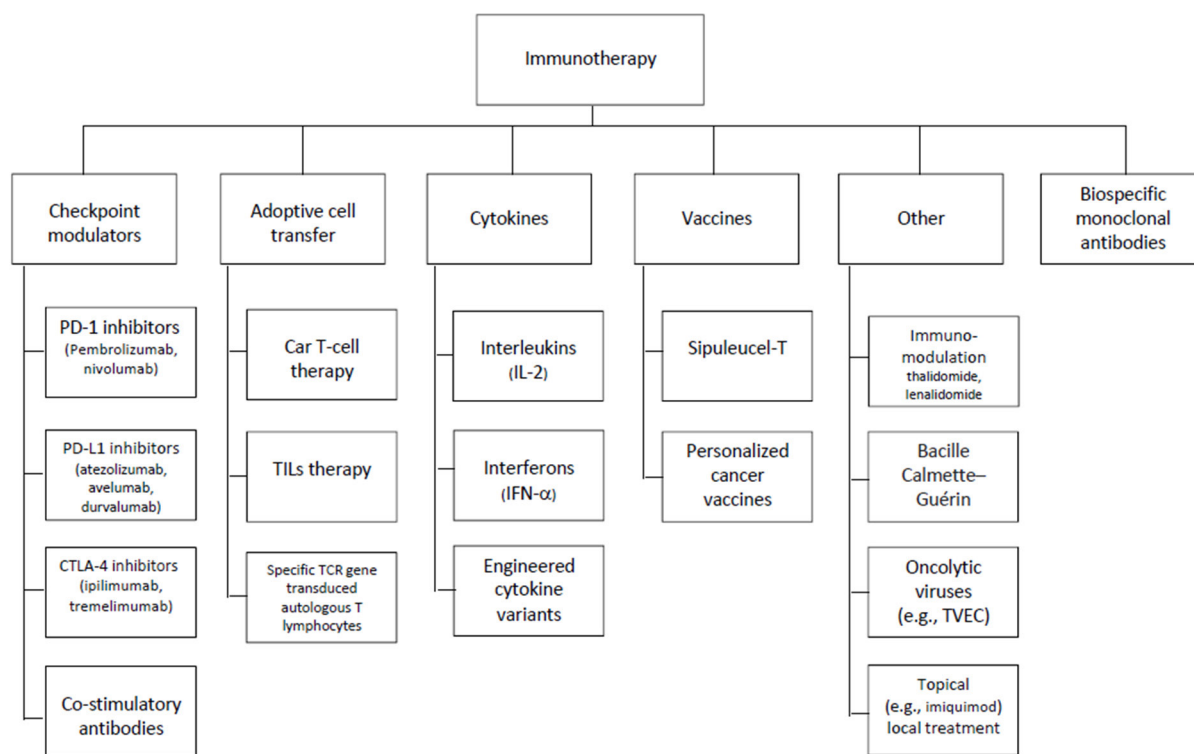 Immunotherapy
Checkpoint
modulators
Adoptive cell
transfer
Cytokines
Vaccines
Other
Biospecific
monoclonal
antibodies
PD-1 inhibitors
(Pembrolizumab,
nivolumab)
PD-L1 inhibitors
(atezolizumab,
avelumab,
durvalumab)
CTLA-4 inhibitors
(ipilimumab,
tremelimumab)
Co-stimulatory
antibodies
Car T-cell
therapy
TILs therapy
Specific TCR gene
transduced
autologous T
lymphocytes
Interleukins
(IL-2)
Interferons
(IFN-α)
Engineered
cytokine
variants
Sipuleucel-T
Personalized
cancer
vaccines
Immuno-
modulation
thalidomide,
lenalidomide
Bacille
Calmette–
Guérin
Oncolytic
viruses
(e.g., TVEC)
Topical
(e.g., imiquimod)
local treatment